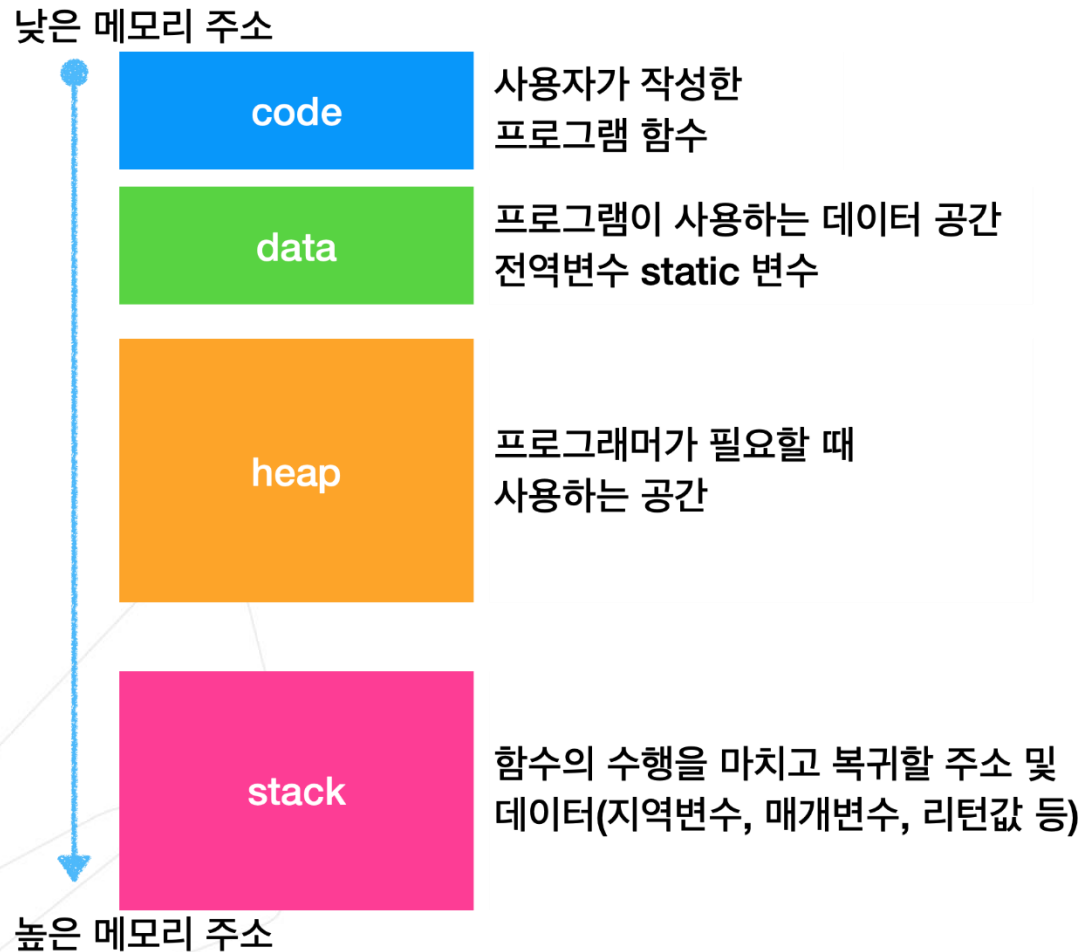 낮은 메모리 주소
code
사용자가 작성한
프로그램 함수
data
프로그램이 사용하는 데이터 공간
전역변수 static 변수
heap
프로그래머가 필요할 때
사용하는 공간
stack
함수의 수행을 마치고 복귀할 주소 및
데이터(지역변수, 매개변수, 리턴값 등)
높은 메모리 주소